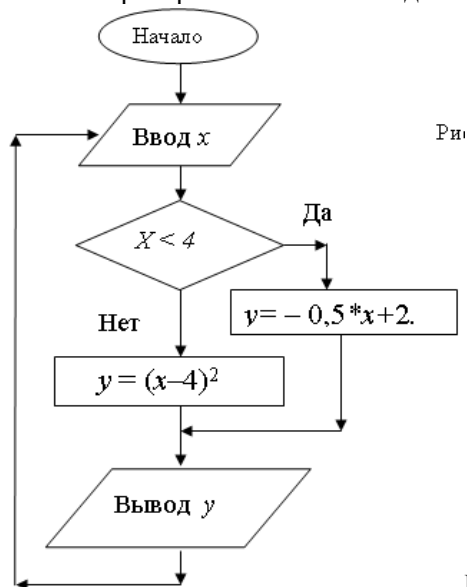 Начало
Ввод x
Рис
X < 4
Да
Нет
y = – 0,5*x+2.
y = (x–4)²
Вывод y